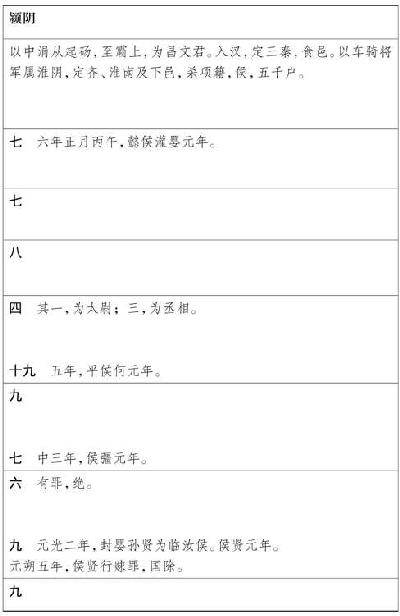 颍阴
以中涓从起砀,至霸上,为昌文君。入汉,定三秦,食邑。以车骑将
军属淮阴,定齐、淮南及下邑,杀项籍,侯,五千户。
七 六年正月丙午,懿侯灌婴元年。
七
八
四 其一,为太尉;三,为丞相。
十九 五年,平侯何元年。
九
七 中三年,侯彊元年。
六 有罪,绝。
九 元光二年,封婴孙贤为临汝侯。侯贤元年。
元朔五年,侯贤行赇罪,国除。
九